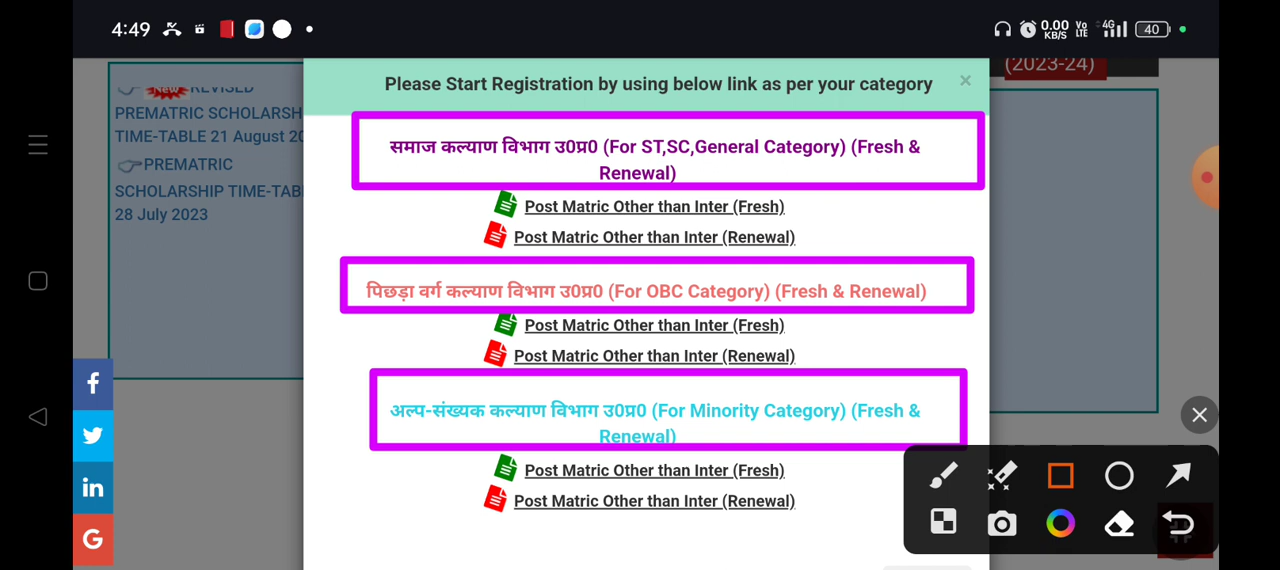 4:49
0.00 KB/S
Vo LTE
4G
40
(2023-24)
New REVISED
PREMATRIC SCHOLARSH
TIME-TABLE 21 August 20
PREMATRIC
SCHOLARSHIP TIME-TAB
28 July 2023
Please Start Registration by using below link as per your category
×
समाज कल्याण विभाग उ0प्र0 (For ST,SC,General Category) (Fresh &
Renewal)
Post Matric Other than Inter (Fresh)
Post Matric Other than Inter (Renewal)
पिछड़ा वर्ग कल्याण विभाग उ0प्र0 (For OBC Category) (Fresh & Renewal)
Post Matric Other than Inter (Fresh)
Post Matric Other than Inter (Renewal)
अल्प-संख्यक कल्याण विभाग उ0प्र0 (For Minority Category) (Fresh &
Renewal)
Post Matric Other than Inter (Fresh)
Post Matric Other than Inter (Renewal)
f
in
G